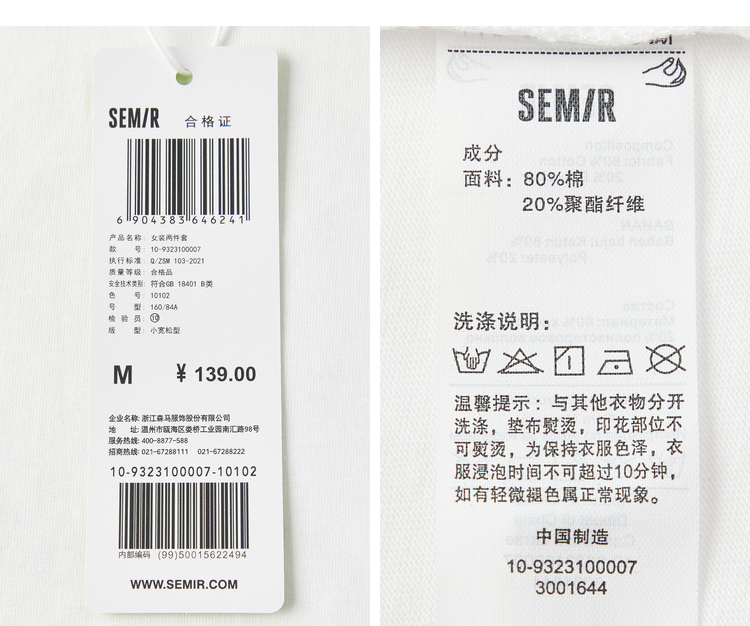 SEMIR 合格证
6 904383 646241
产品名称: 女装两件套
款 号: 10-9323100007
执行标准: Q/ZSM 103-2021
质量等级: 合格品
安全技术类别: 符合GB 18401 B类
色 号: 10102
号 型: 160/84A
检 验 员: ⑩
版 型: 小宽松型
M ¥ 139.00
企业名称: 浙江森马服饰股份有限公司
地 址: 温州市瓯海区娄桥工业园南汇路98号
服务热线: 400-8877-588
招商热线: 021-67288111 021-67288222
10-9323100007-10102
内部编码 (99)50015622494
WWW.SEMIR.COM
SEMIR
成分
面料: 80%棉
20%聚酯纤维
洗涤说明:
温馨提示: 与其他衣物分开
洗涤, 垫布熨烫, 印花部位不
可熨烫, 为保持衣服色泽, 衣
服浸泡时间不可超过10分钟,
如有轻微褪色属正常现象。
中国制造
10-9323100007
3001644